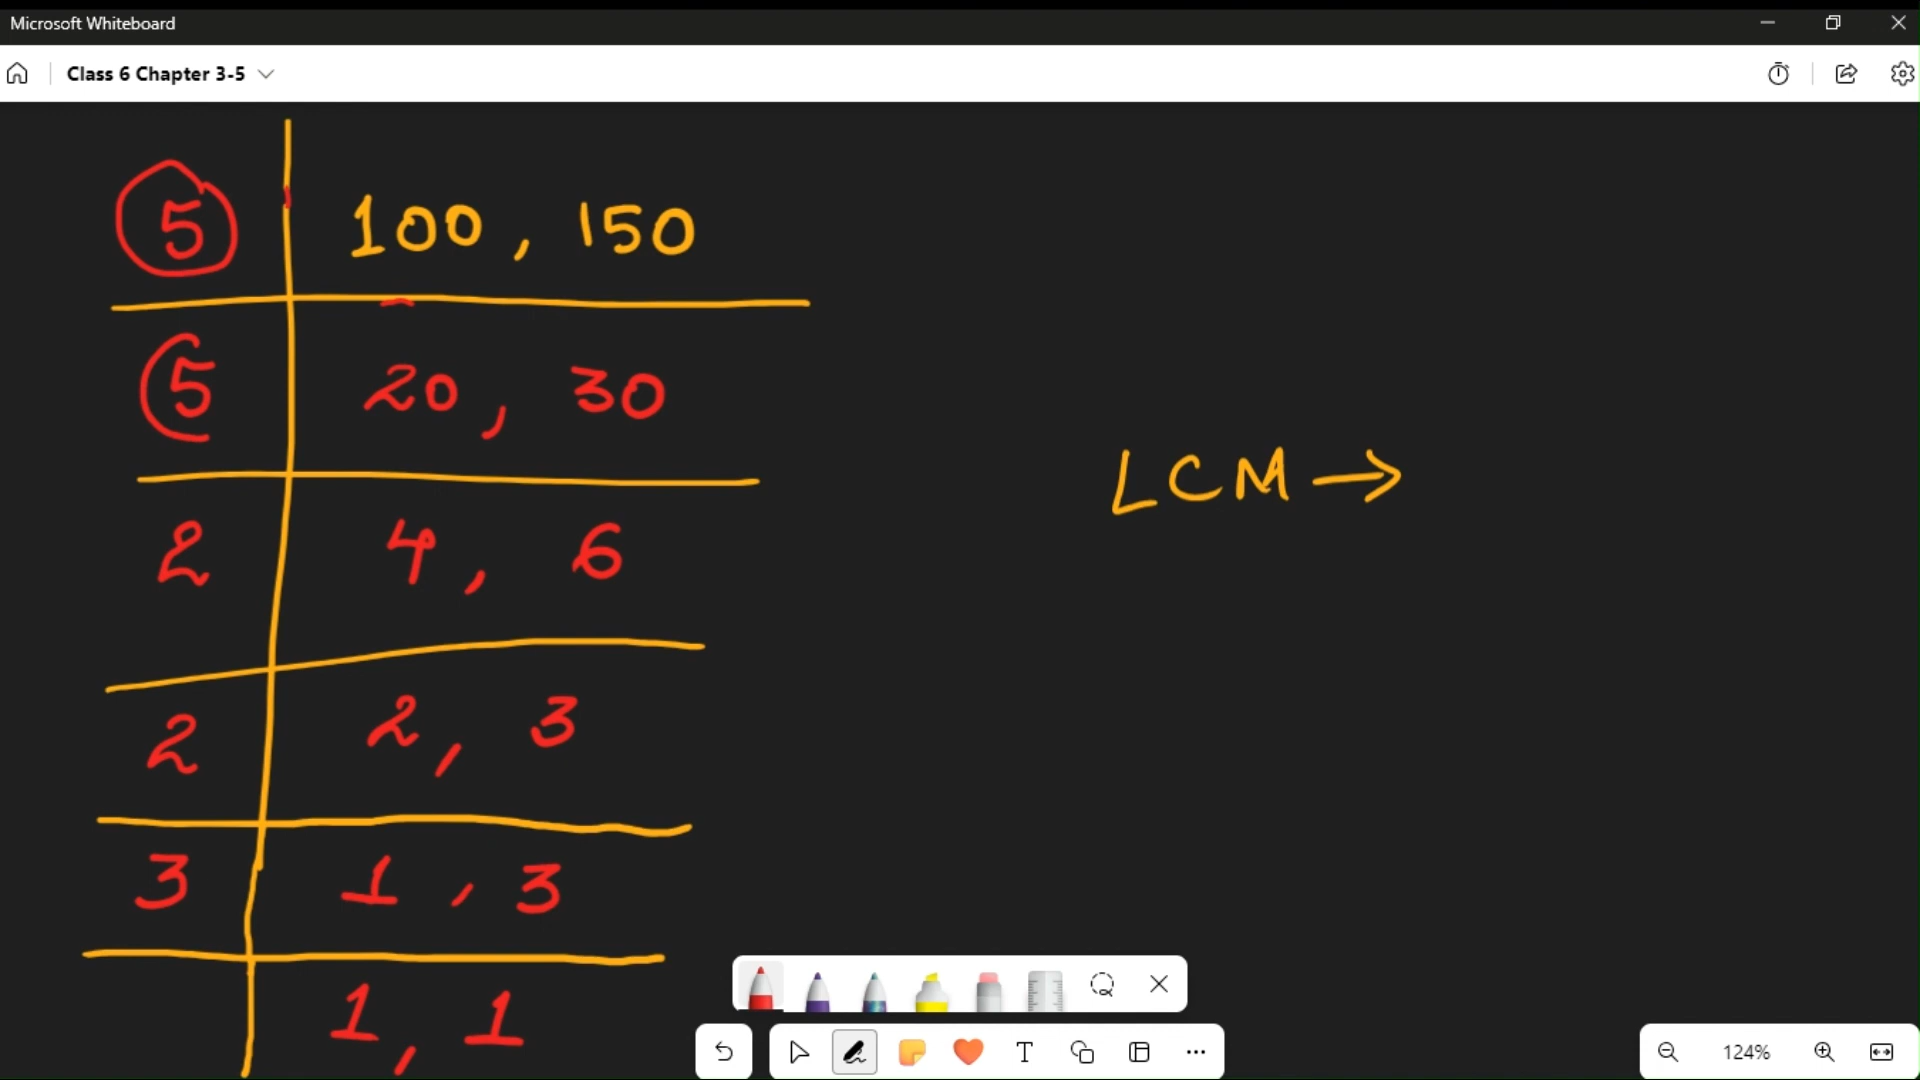 Microsoft Whiteboard
Class 6 Chapter 3-5
5 100, 150
5 20, 30
LCM →
2 4, 6
2 2, 3
3 1, 3
1, 1
T
124%